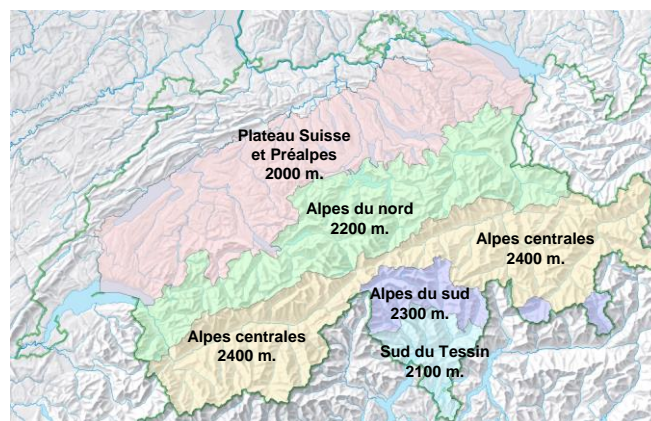 Plateau Suisse
et Préalpes
2000 m.
Alpes du nord
2200 m.
Alpes centrales
2400 m.
Alpes du sud
2300 m.
Alpes centrales
2400 m.
Sud du Tessin
2100 m.